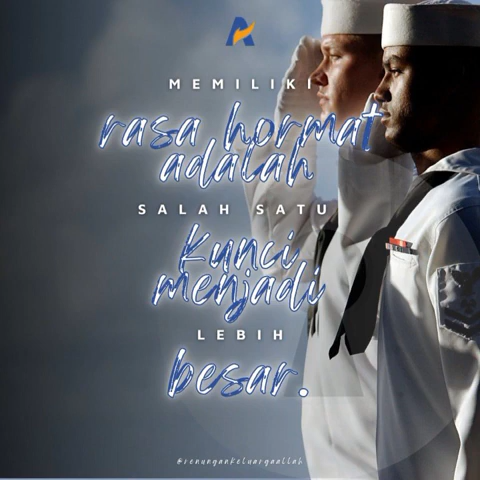 MEMILIKI
rasa hormat
adalah
SALAH SATU
kunci
menjadi
LEBIH
besar.
@renungankeluargaallah